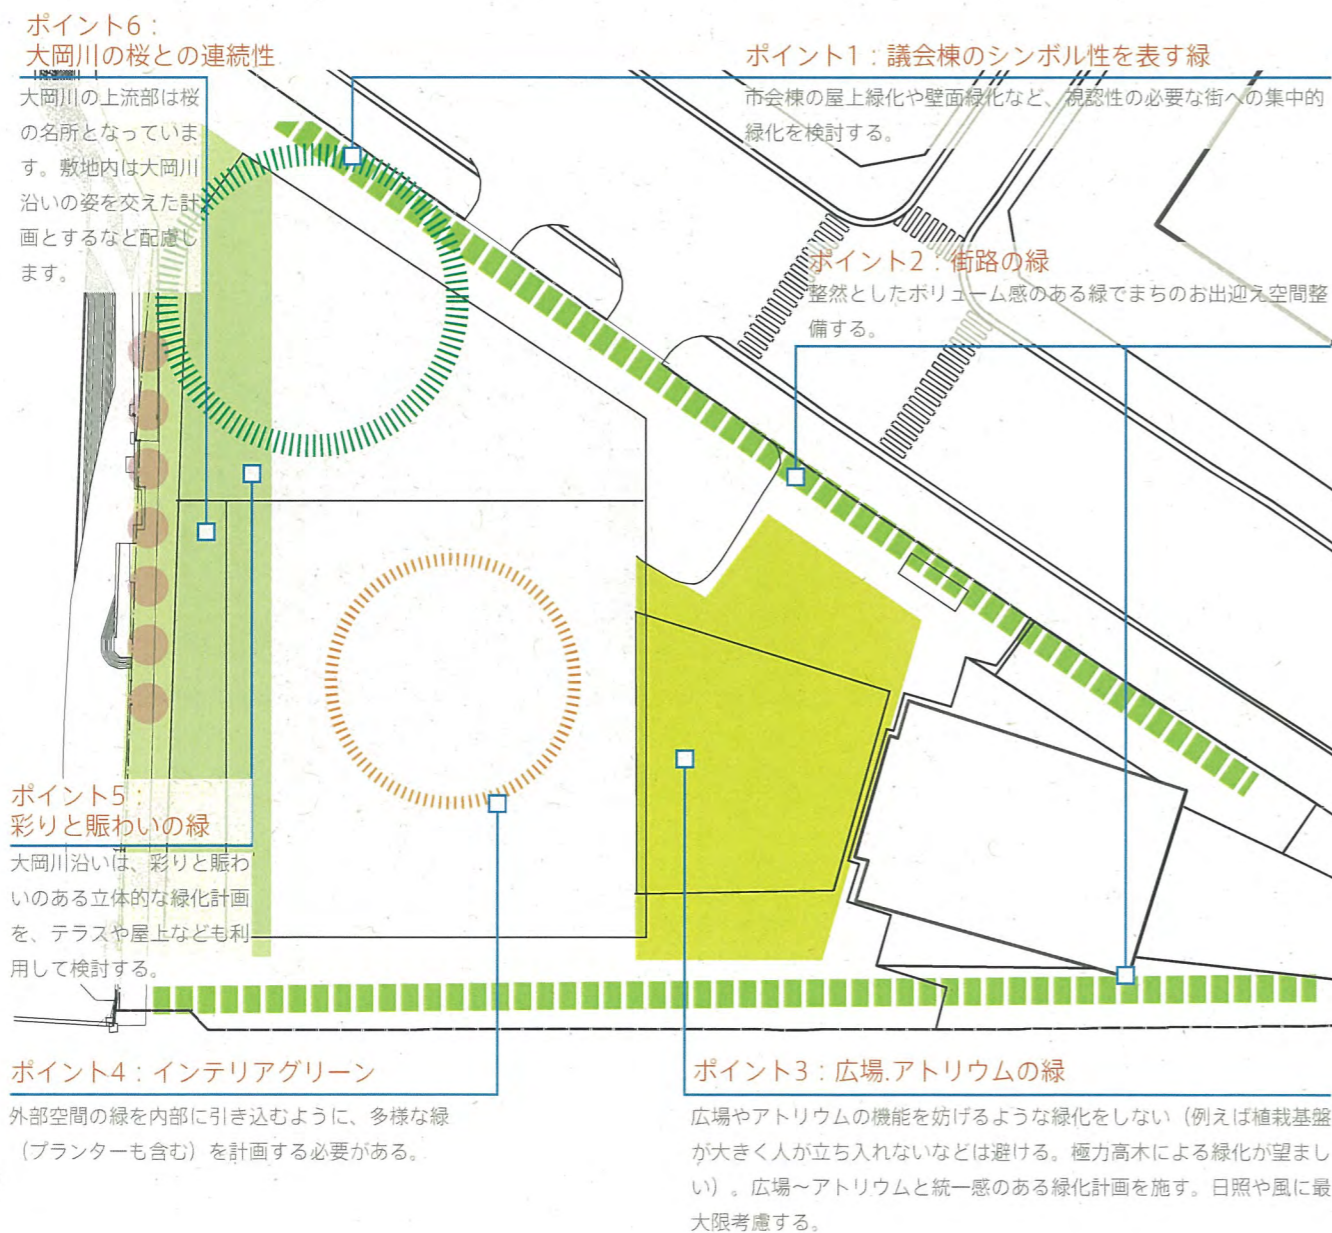 ポイント6：
大岡川の桜との連続性
大岡川の上流部は桜
の名所となっていま
す。敷地内は大岡川
沿いの姿を交えた計
画とするなど配慮し
ます。
ポイント1：議会棟のシンボル性を表す緑
市会棟の屋上緑化や壁面緑化など、視認性の必要な街への集中的
緑化を検討する。
ポイント2：街路の緑
整然としたボリューム感のある緑でまちのお出迎え空間整
備する。
ポイント5：
彩りと賑わいの緑
大岡川沿いは、彩りと賑わ
いのある立体的な緑化計画
を、テラスや屋上なども利
用して検討する。
ポイント4：インテリアグリーン
外部空間の緑を内部に引き込むように、多様な緑
（プランターも含む）を計画する必要がある。
ポイント3：広場.アトリウムの緑
広場やアトリウムの機能を妨げるような緑化をしない（例えば植栽基盤
が大きく人が立ち入れないなどは避ける。極力高木による緑化が望まし
い）。広場～アトリウムと統一感のある緑化計画を施す。日照や風に最
大限考慮する。